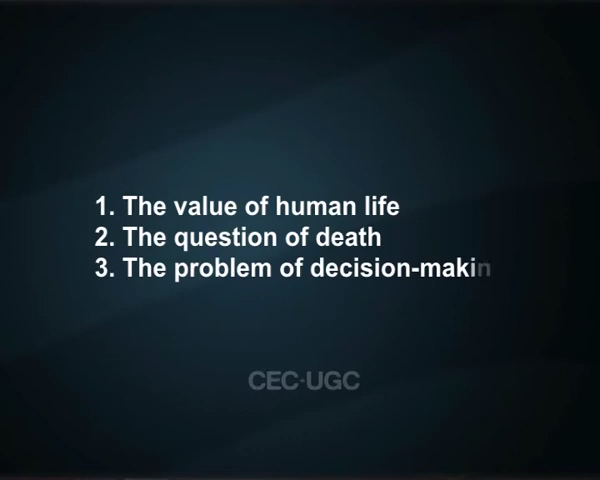 1. The value of human life
2. The question of death
3. The problem of decision-makin
CEC-UGC